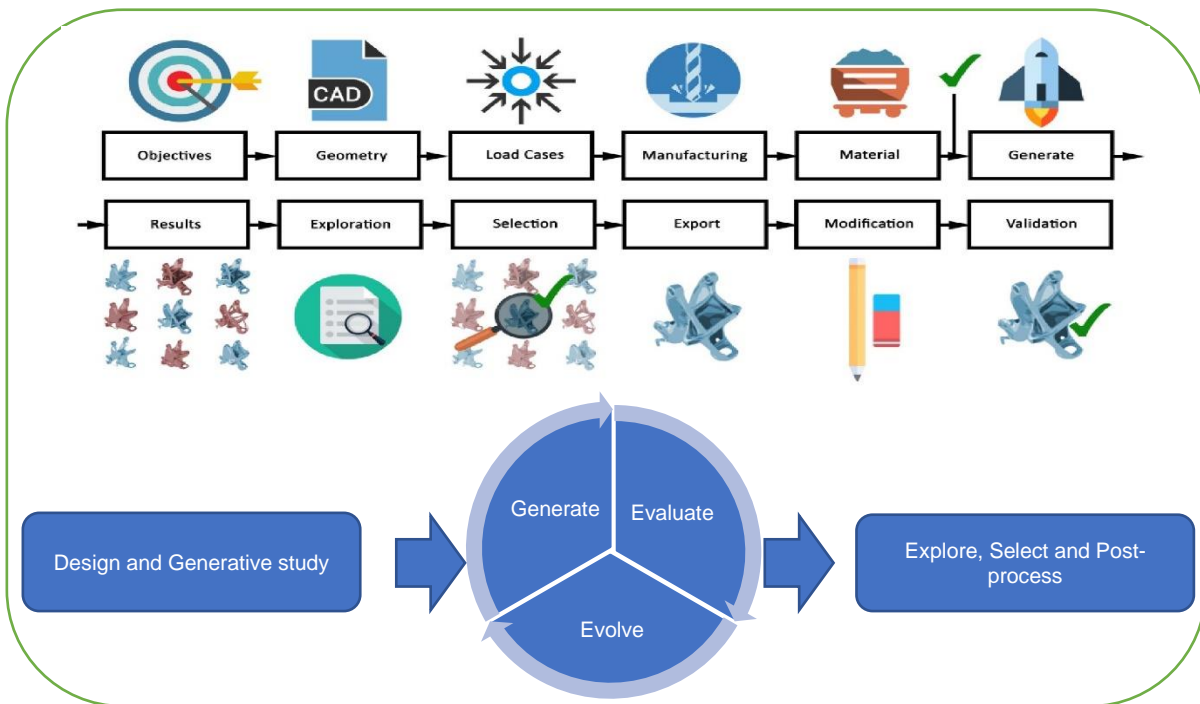 CAD
Objectives
Geometry
Load Cases
Manufacturing
Material
Generate
Results
Exploration
Selection
Export
Modification
Validation
Design and Generative study
Generate
Evaluate
Evolve
Explore, Select and Post-
process